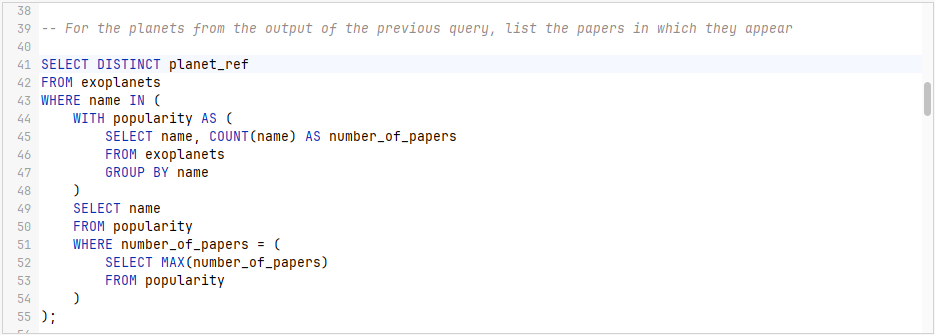 38
39 -- For the planets from the output of the previous query, list the papers in which they appear
40
41 SELECT DISTINCT planet_ref
42 FROM exoplanets
43 WHERE name IN (
44     WITH popularity AS (
45         SELECT name, COUNT(name) AS number_of_papers
46         FROM exoplanets
47         GROUP BY name
48     )
49     SELECT name
50     FROM popularity
51     WHERE number_of_papers = (
52         SELECT MAX(number_of_papers)
53         FROM popularity
54     )
55 );